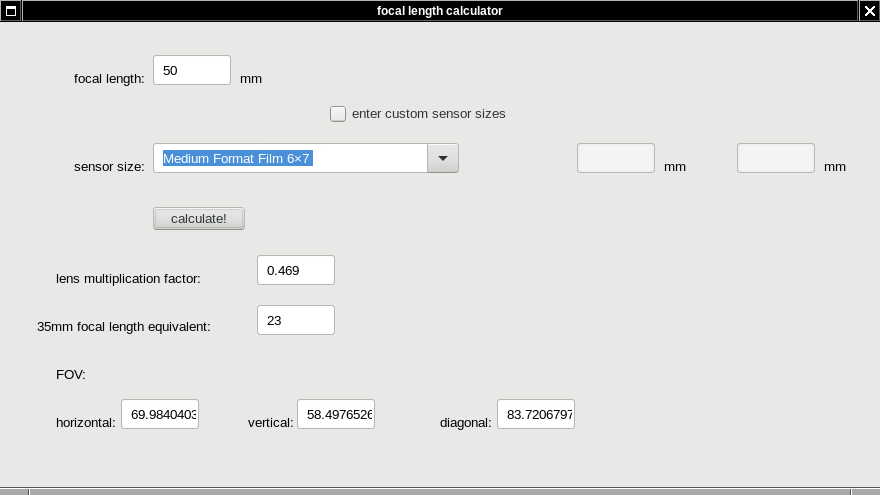 focal length calculator
focal length: 50 mm
enter custom sensor sizes
sensor size: Medium Format Film 6×7 mm mm
calculate!
lens multiplication factor: 0.469
35mm focal length equivalent: 23
FOV:
horizontal: 69.9840403 vertical: 58.4976526 diagonal: 83.7206797